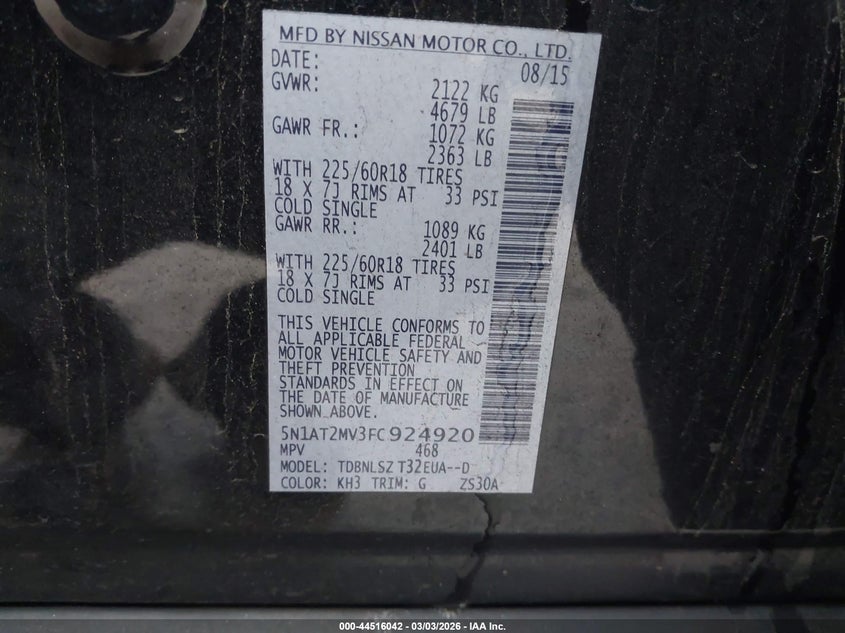 MFD BY NISSAN MOTOR CO., LTD.
DATE: 08/15
GVWR: 2122 KG
4679 LB
GAWR FR.: 1072 KG
2363 LB
WITH 225/60R18 TIRES
18 X 7J RIMS AT 33 PSI
COLD SINGLE
GAWR RR.: 1089 KG
2401 LB
WITH 225/60R18 TIRES
18 X 7J RIMS AT 33 PSI
COLD SINGLE
THIS VEHICLE CONFORMS TO
ALL APPLICABLE FEDERAL
MOTOR VEHICLE SAFETY AND
THEFT PREVENTION
STANDARDS IN EFFECT ON
THE DATE OF MANUFACTURE
SHOWN ABOVE.
5N1AT2MV3FC924920
MPV 468
MODEL: TDBNLSZ T32EUA--D
COLOR: KH3 TRIM: G ZS30A
000-44516042 - 03/03/2026 - IAA Inc.